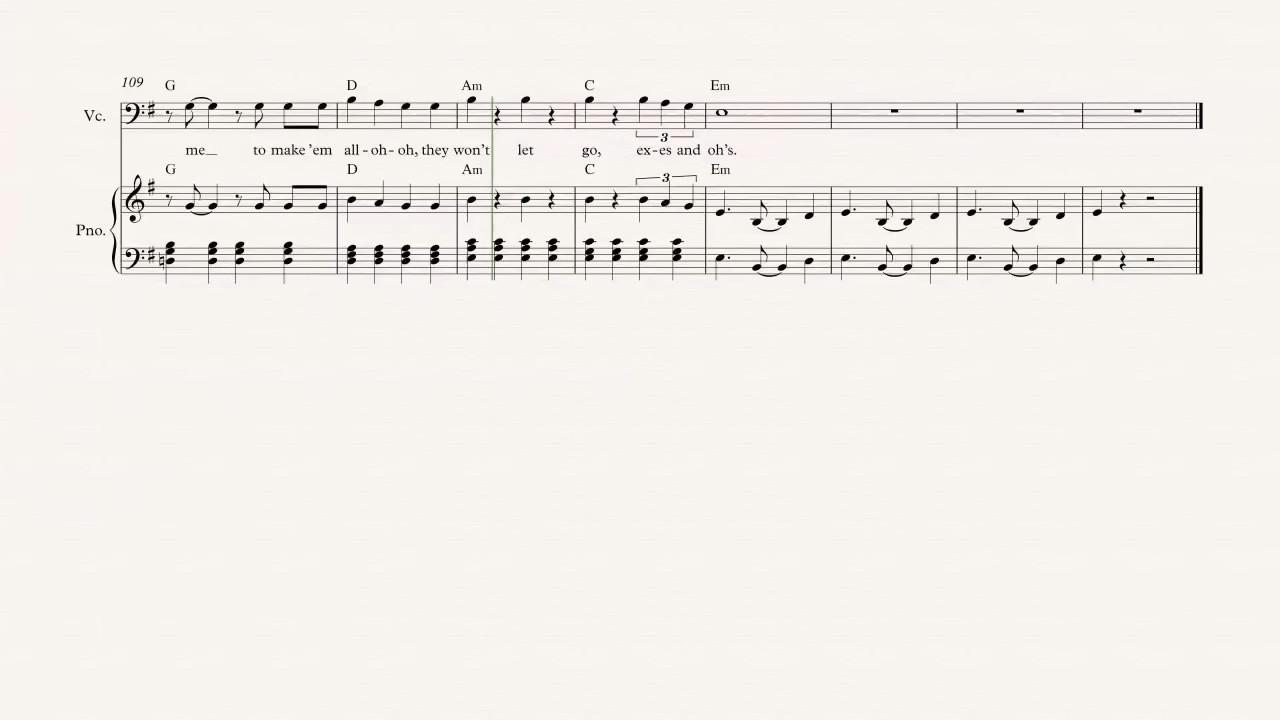 109 G D Am C Em
Vc.
3
me_ to make 'em all-oh-oh, they won't let go, ex-es and oh's.
G D Am C Em
3
Pno.